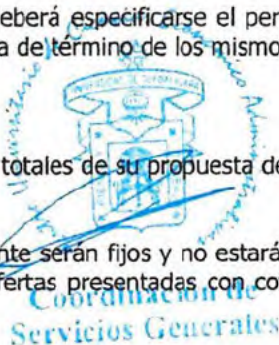 eberá especificarse el per
a de término de los mismo
totales de su propuesta de
nte serán fijos y no estará
fertas presentadas con co
Coordinación de
Servicios Generales